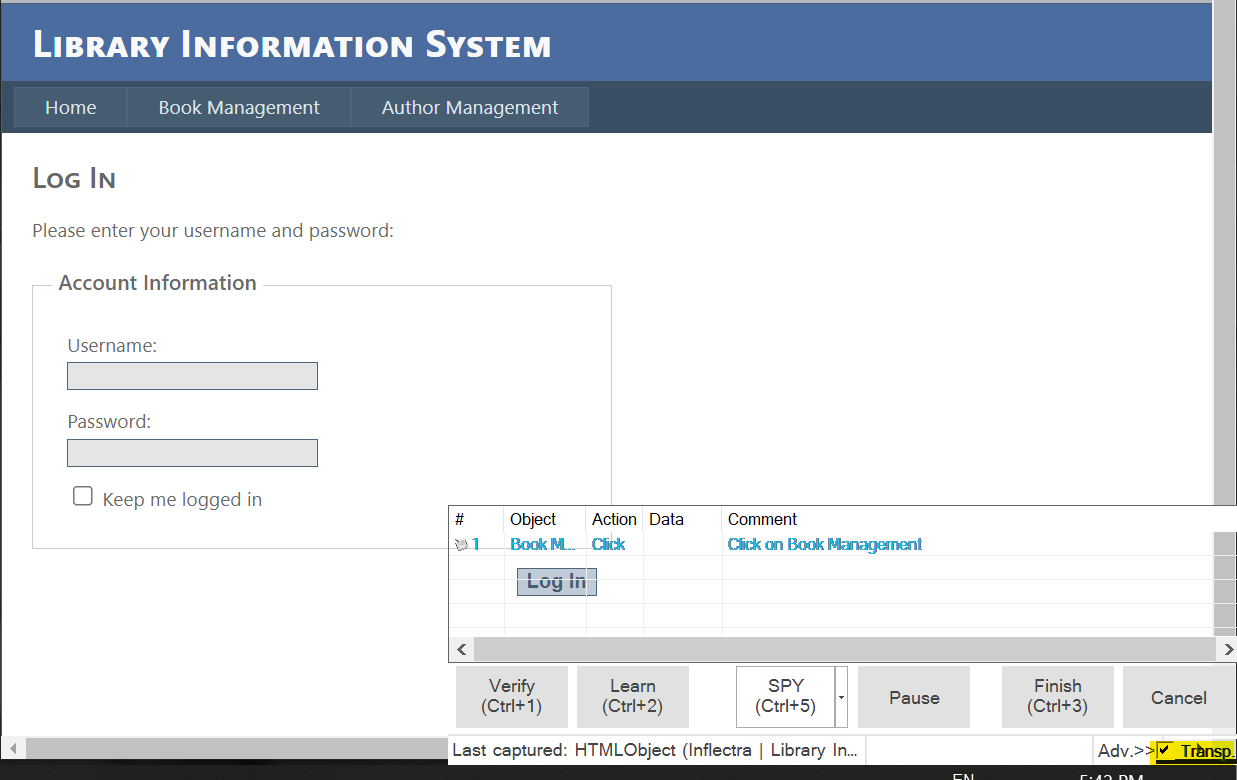 Library Information System
Home Book Management Author Management
Log In
Please enter your username and password:
Account Information
Username:
Password:
Keep me logged in
# Object Action Data Comment
1 Book M... Click Click on Book Management
Log In
Verify (Ctrl+1) Learn (Ctrl+2) SPY (Ctrl+5) Pause Finish (Ctrl+3) Cancel
Last captured: HTMLObject (Inflectra | Library In... Adv.>> Transp.
EN 5:42 PM